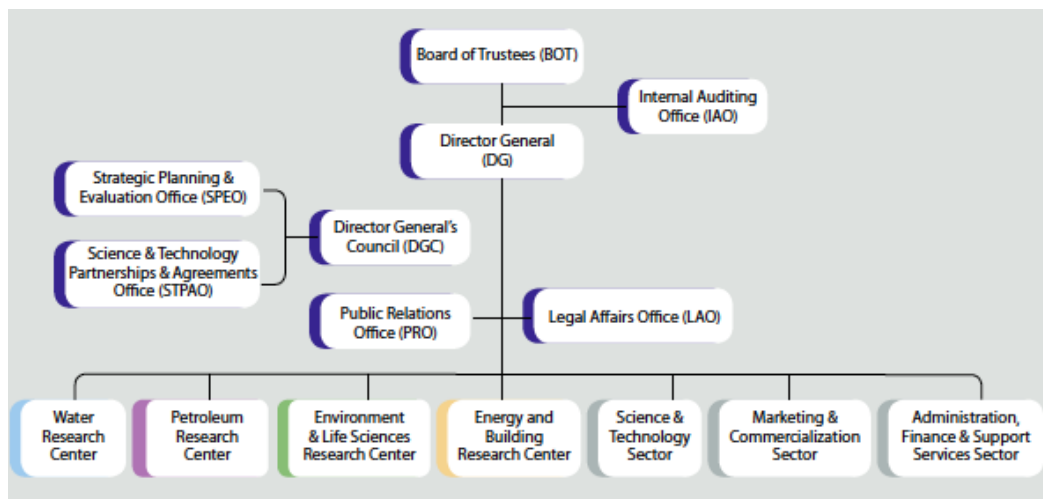 Board of Trustees (BOT)
Internal Auditing
Office (IAO)
Director General
(DG)
Strategic Planning &
Evaluation Office (SPEO)
Director General's
Council (DGC)
Science & Technology
Partnerships & Agreements
Office (STPAO)
Public Relations
Office (PRO)
Legal Affairs Office (LAO)
Water
Research
Center
Petroleum
Research
Center
Environment
& Life Sciences
Research Center
Energy and
Building
Research Center
Science &
Technology
Sector
Marketing &
Commercialization
Sector
Administration,
Finance & Support
Services Sector